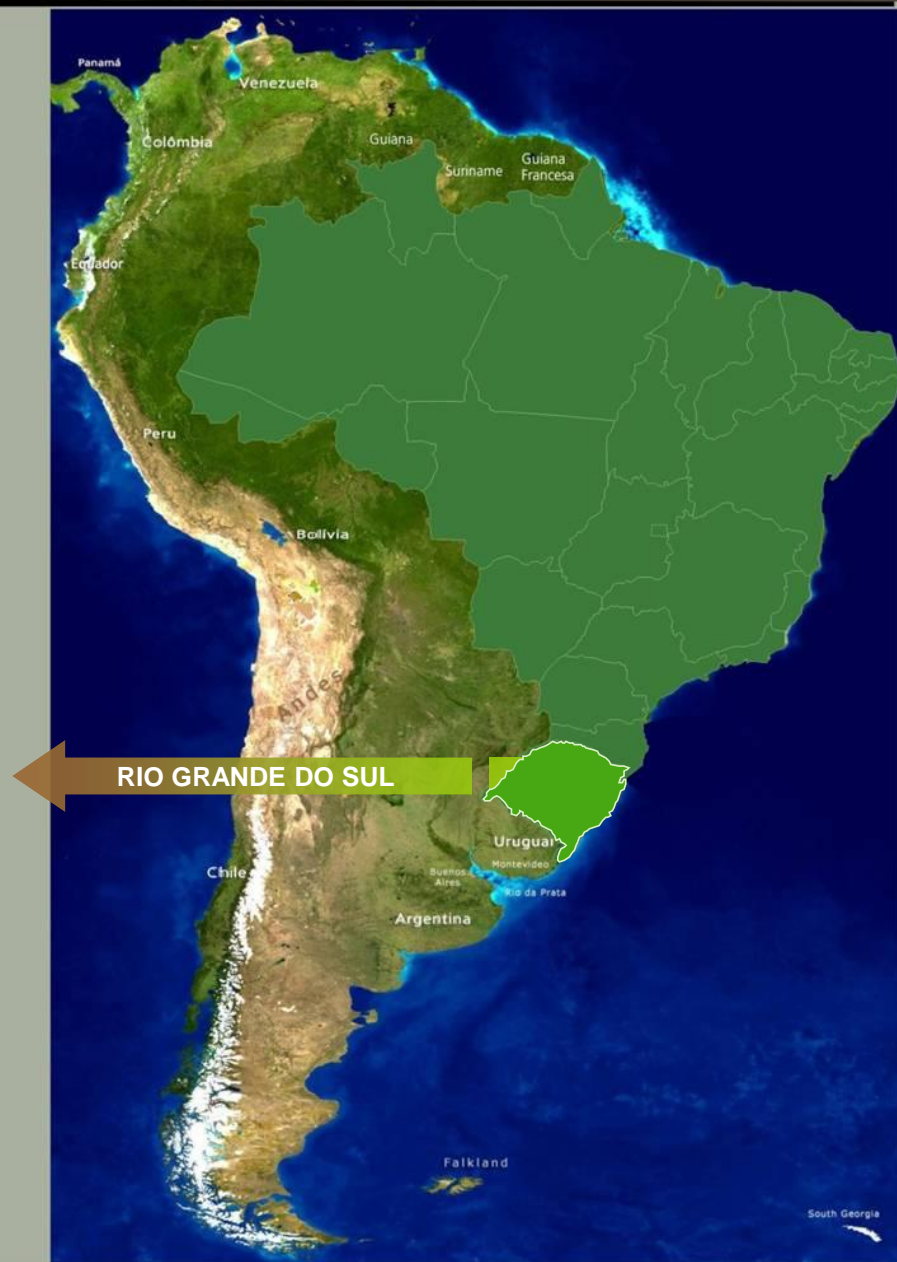 Panamá
Venezuela
Colômbia
Guiana
Suriname
Guiana
Francesa
Equador
Peru
Bolívia
Andes
RIO GRANDE DO SUL
Uruguai
Montevideo
Chile
Buenos
Aires
Rio da Prata
Argentina
Falkland
South Georgia